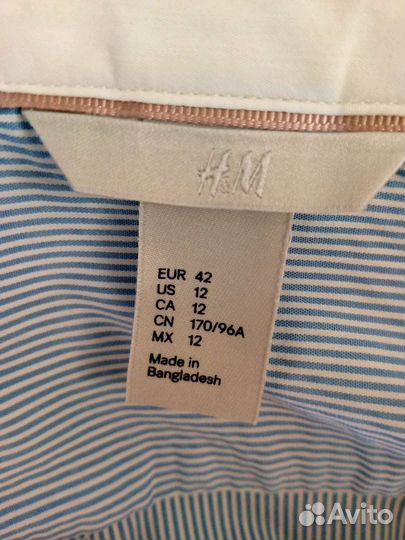 H&M
EUR 42
US 12
CA 12
CN 170/96A
MX 12
Made in
Bangladesh
Avito